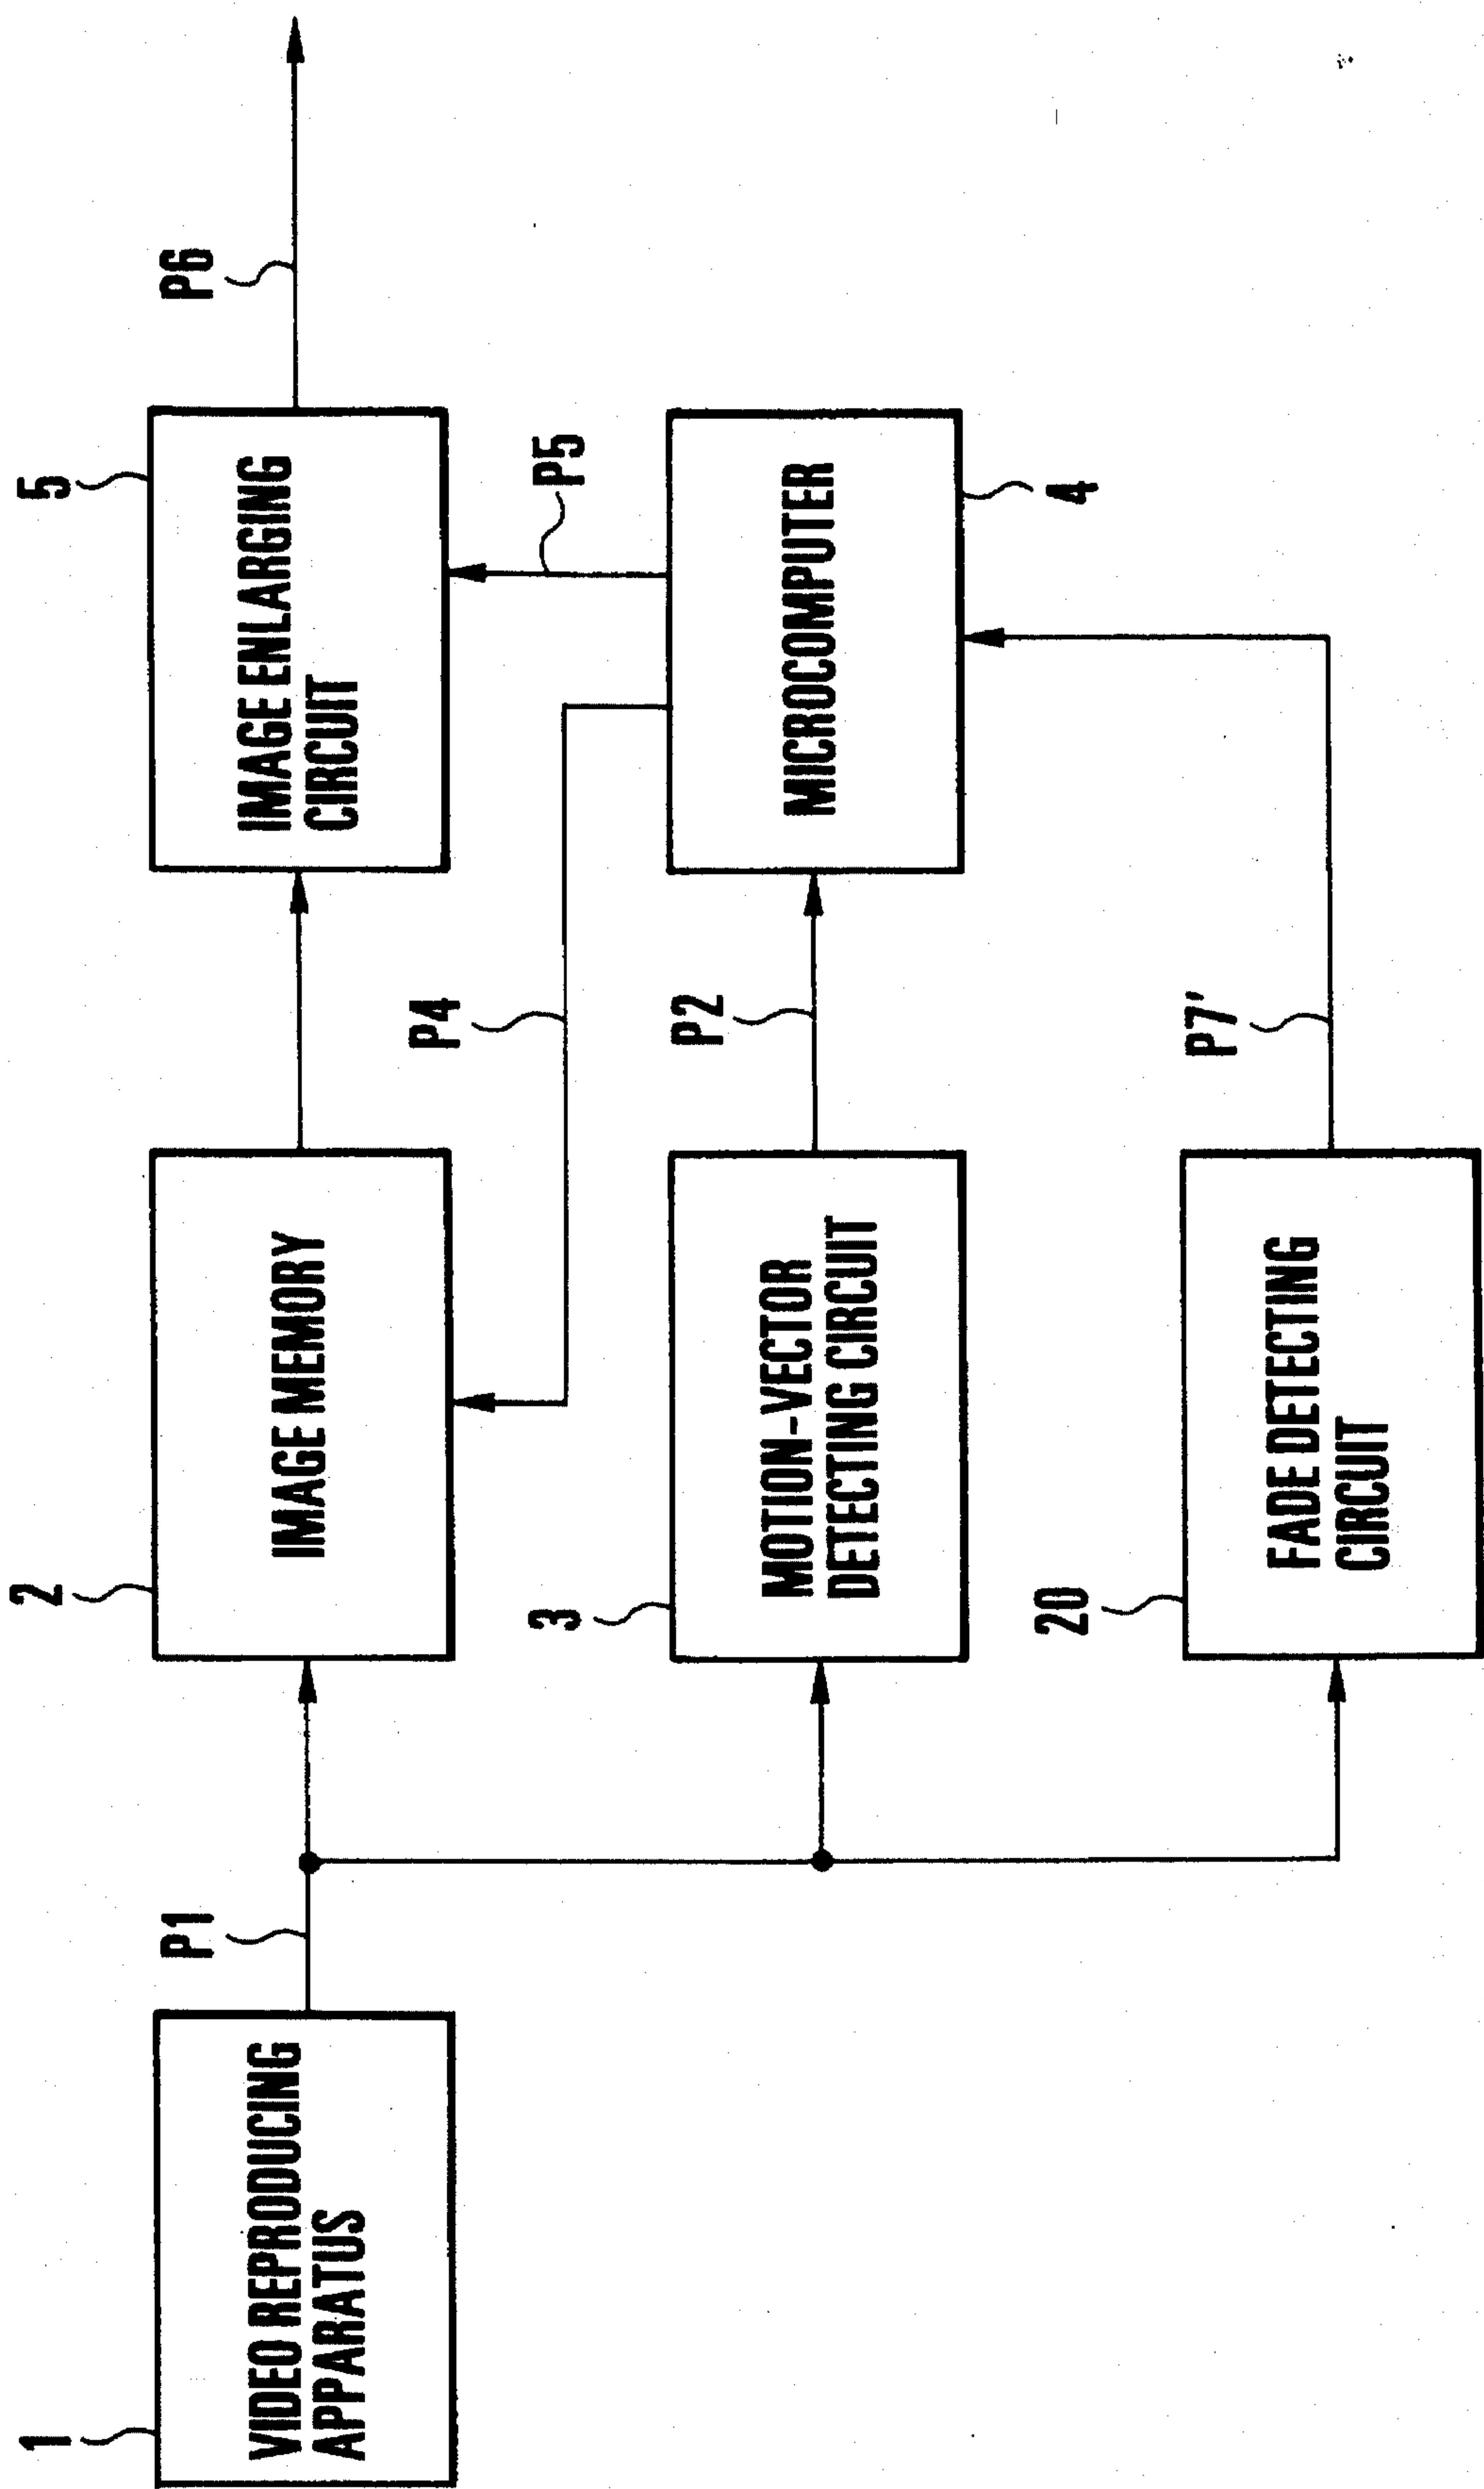 1
VIDEO REPRODUCING
APPARATUS
P1
2
IMAGE MEMORY
3
MOTION-VECTOR
DETECTING CIRCUIT
20
FADE DETECTING
CIRCUIT
P4
P2
P7'
5
IMAGE ENLARGING
CIRCUIT
P5
MICROCOMPUTER
4
P6